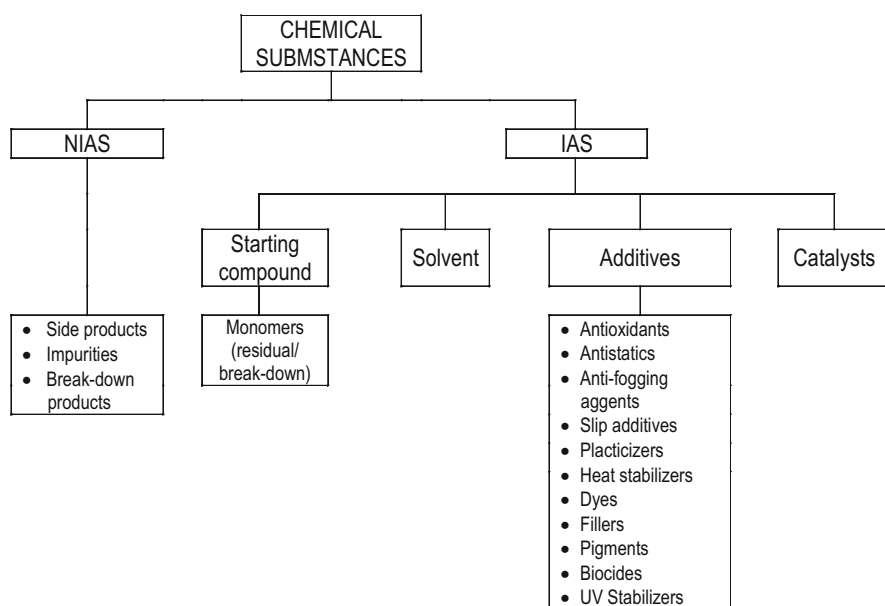 CHEMICAL
SUBMSTANCES
NIAS
IAS
Starting
compound
Solvent
Additives
Catalysts
• Side products
• Impurities
• Break-down
products
Monomers
(residual/
break-down)
• Antioxidants
• Antistatics
• Anti-fogging
aggents
• Slip additives
• Placticizers
• Heat stabilizers
• Dyes
• Fillers
• Pigments
• Biocides
• UV Stabilizers